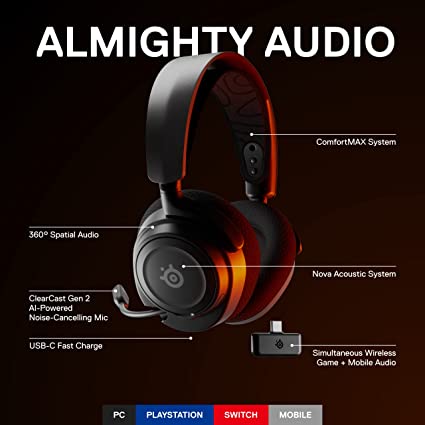 ALMIGHTY AUDIO
ComfortMAX System
360º Spatial Audio
Nova Acoustic System
ClearCast Gen 2
AI-Powered
Noise-Cancelling Mic
USB-C Fast Charge
Simultaneous Wireless
Game + Mobile Audio
PC PLAYSTATION SWITCH MOBILE